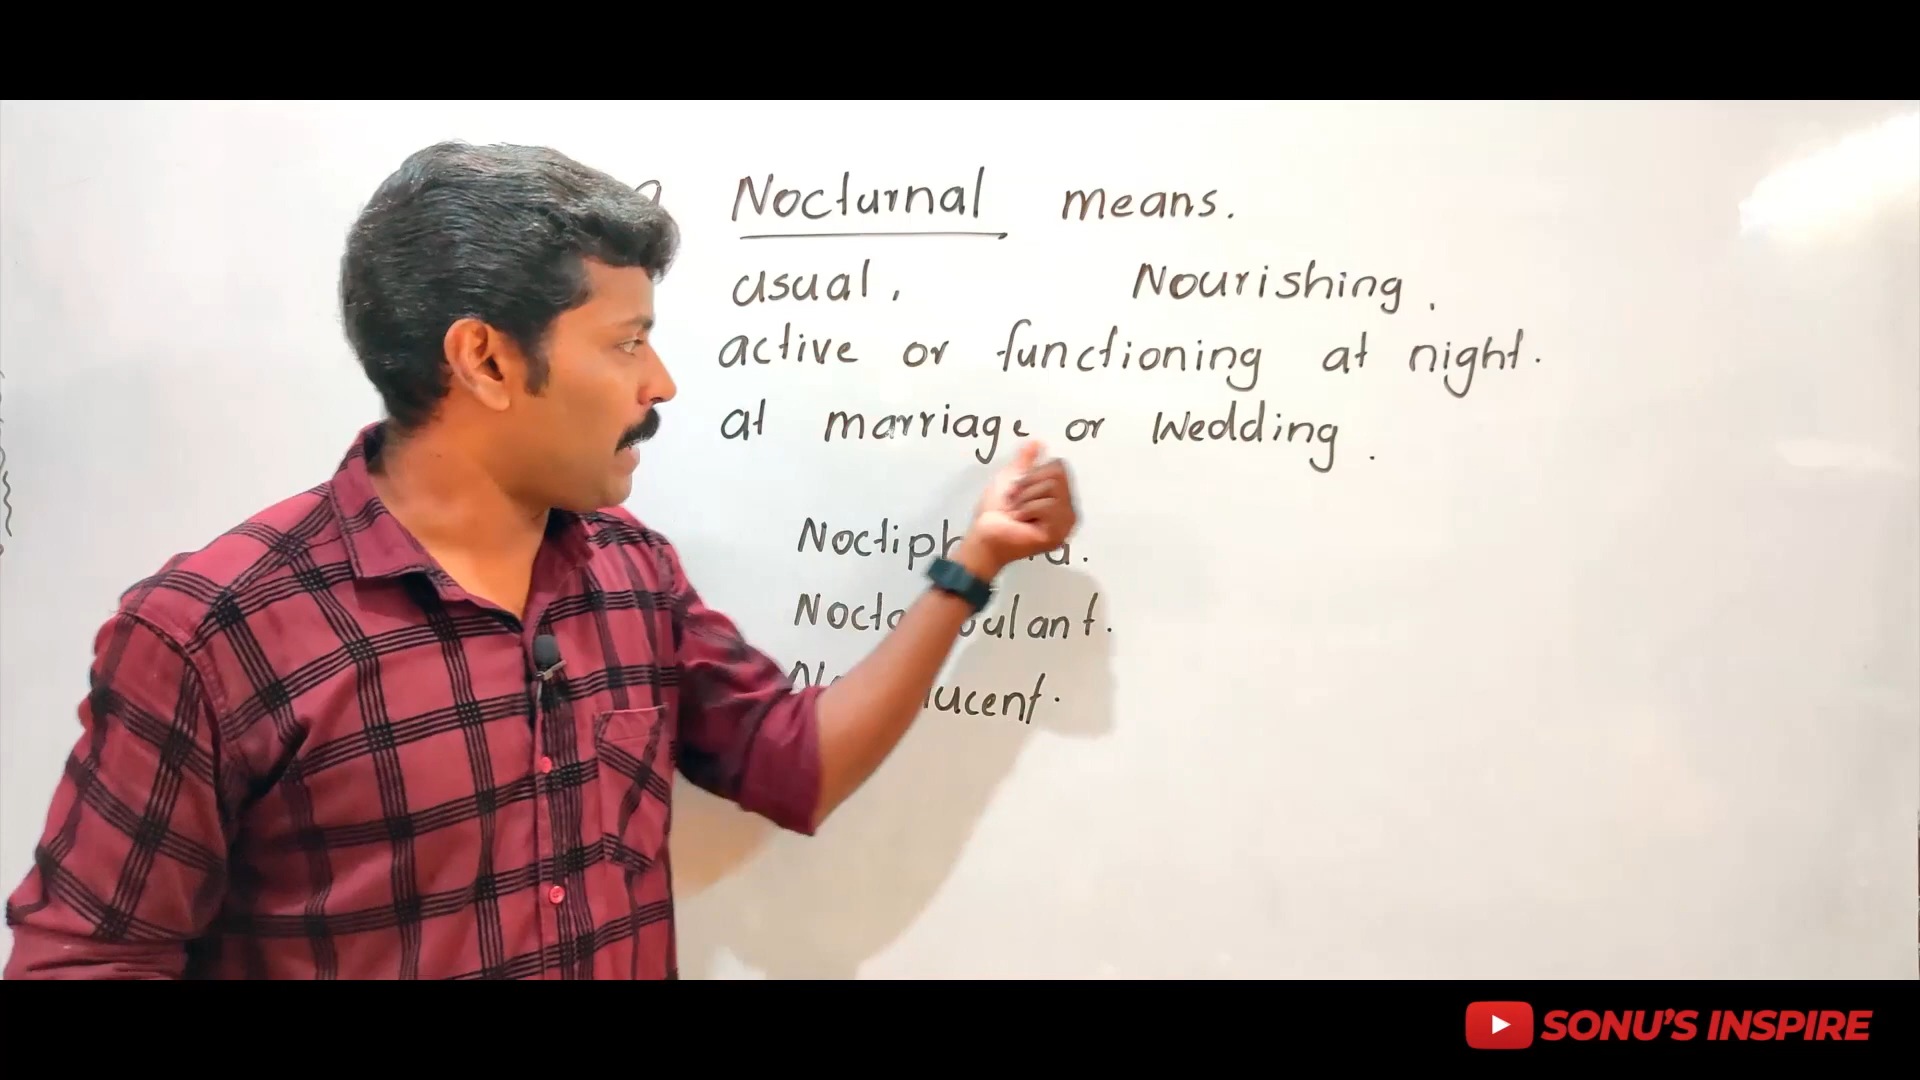 Nocturnal means.
usual, Nourishing.
active or functioning at night.
at marriage or Wedding.
SONU'S INSPIRE